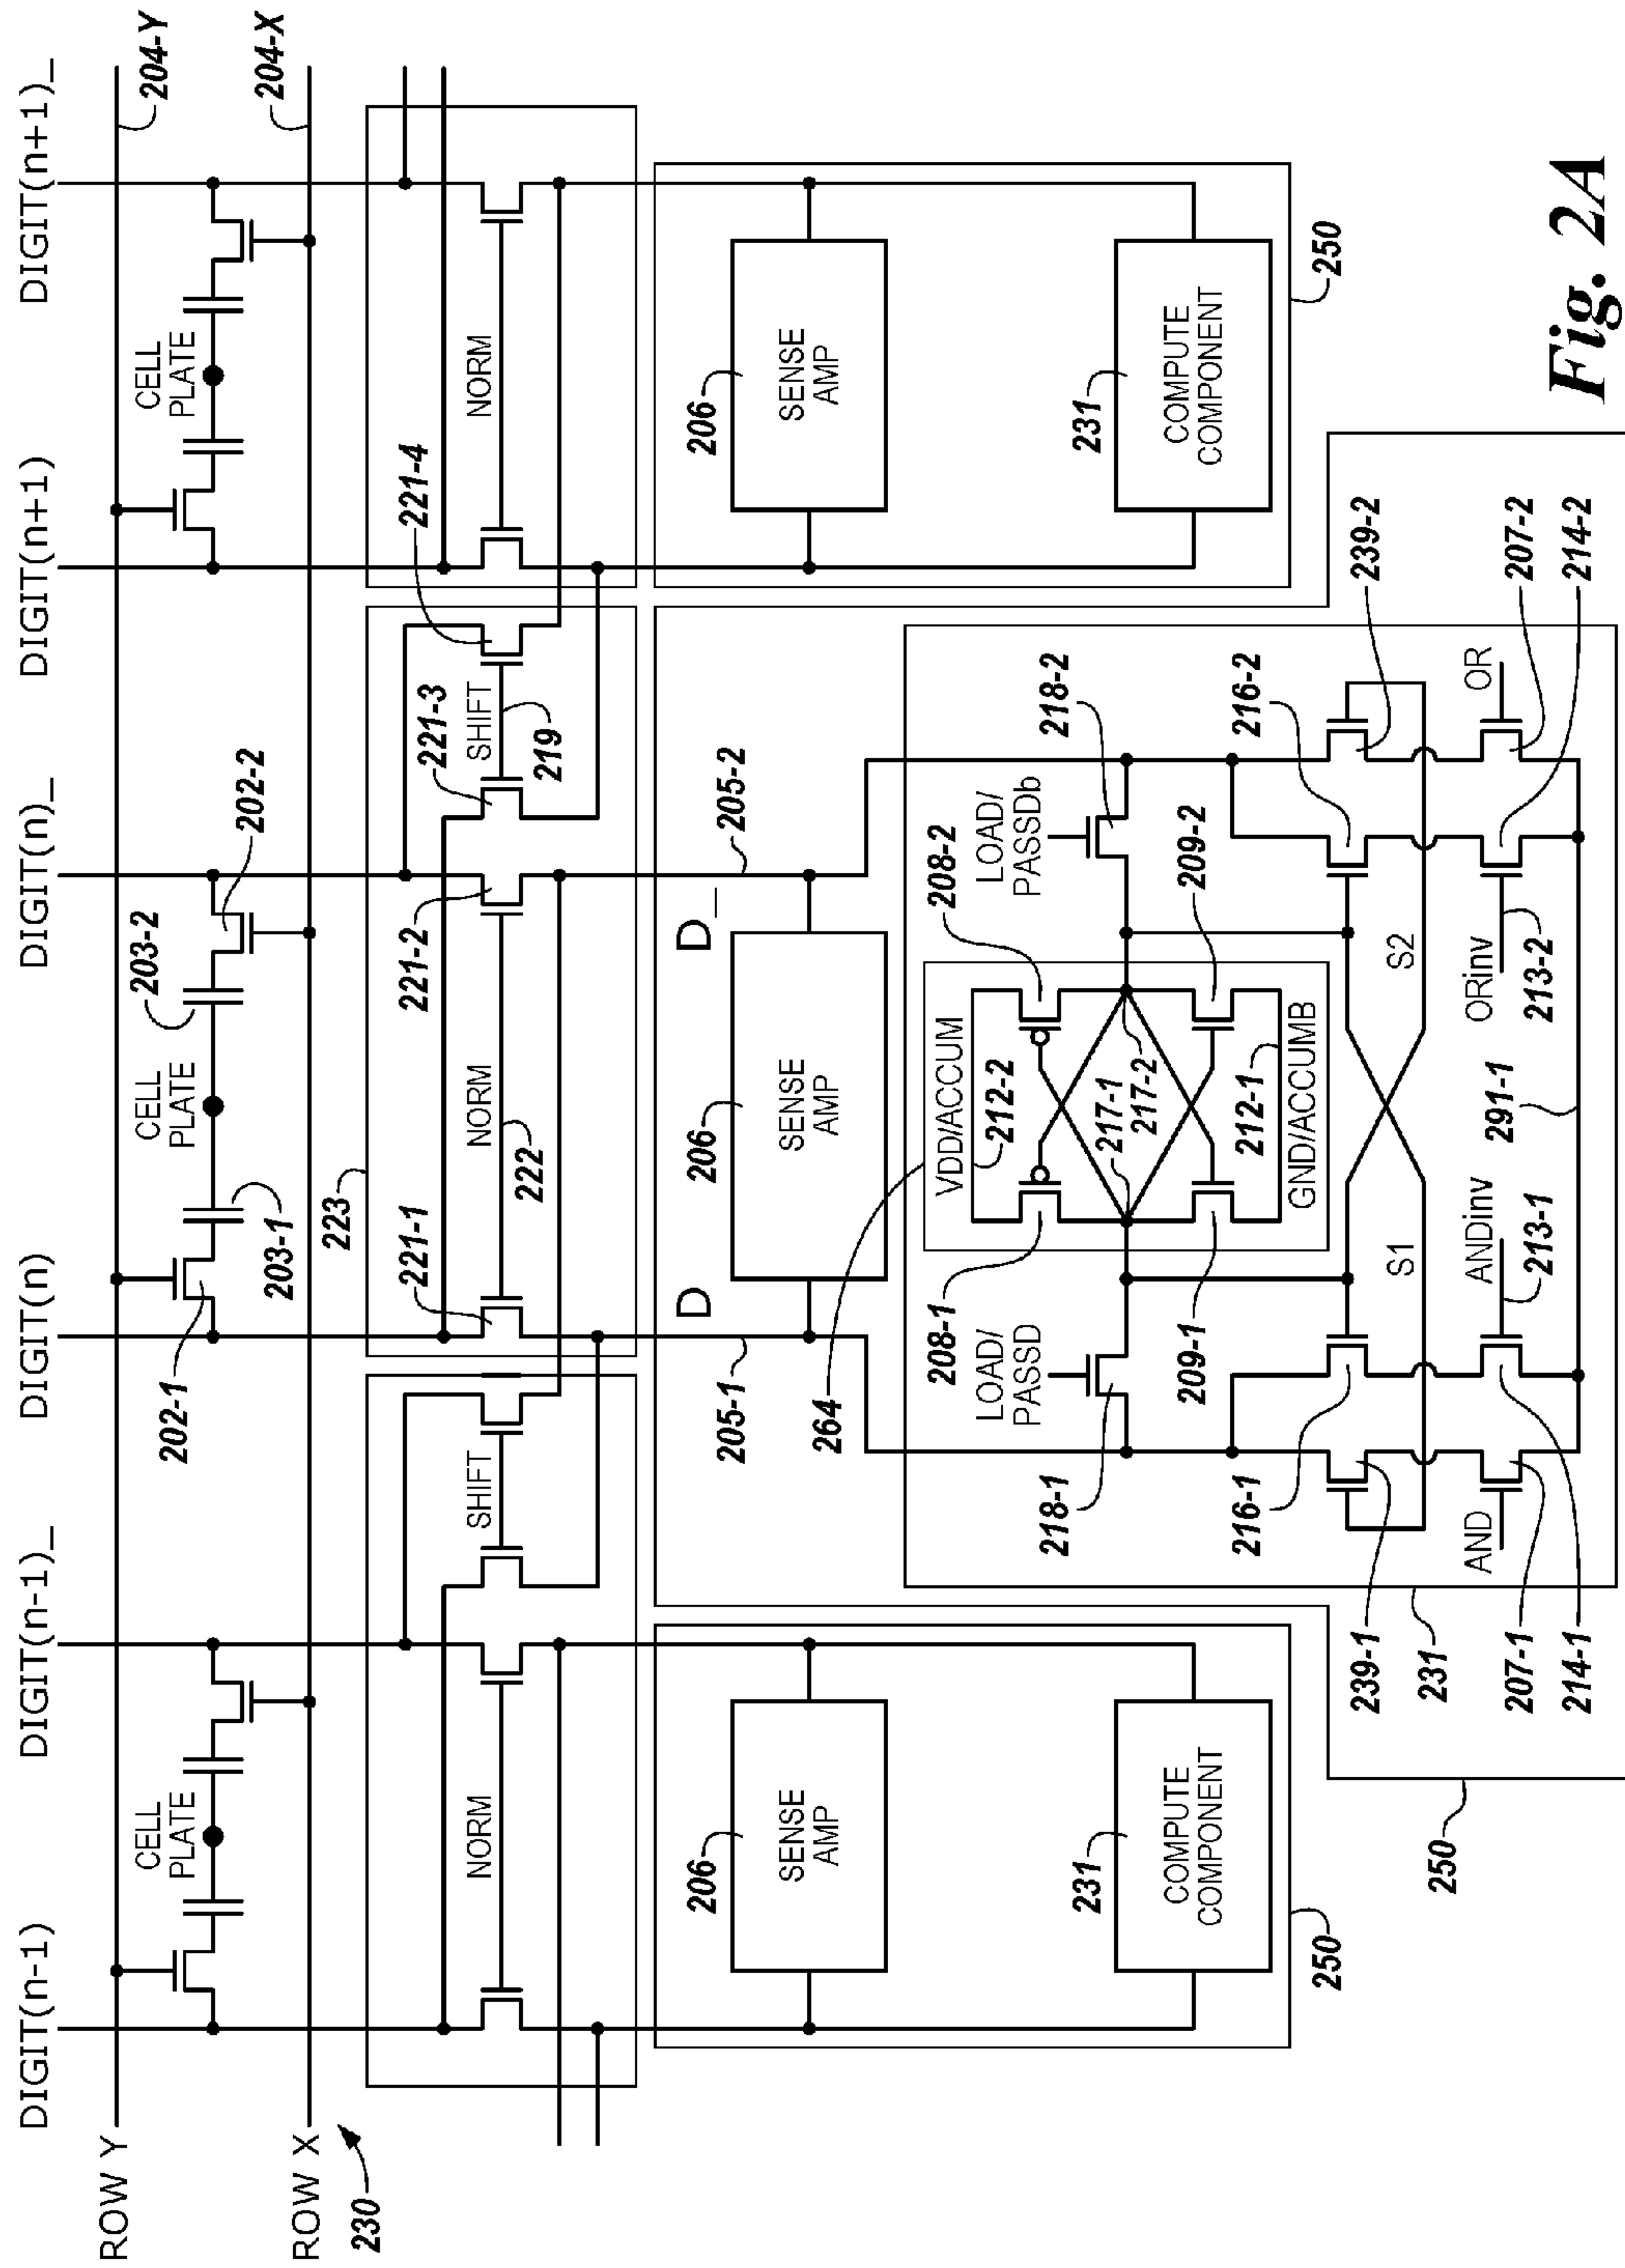 DIGIT(n-1)
DIGIT(n-1)_
DIGIT(n)
DIGIT(n)_
DIGIT(n+1)
DIGIT(n+1)_
ROW Y
204-Y
CELL
PLATE
202-1
CELL
PLATE
203-2
202-2
CELL
PLATE
203-1
ROW X
204-X
230
223
221-1
221-2
221-3
221-4
NORM
SHIFT
NORM
222
SHIFT
219
NORM
205-1
D
D_
205-2
206
SENSE
AMP
206
SENSE
AMP
206
SENSE
AMP
231
COMPUTE
COMPONENT
250
231
COMPUTE
COMPONENT
250
264
208-1
VDD/ACCUM
212-2
208-2
LOAD/
PASSD
LOAD/
PASSDb
218-1
218-2
217-1
217-2
209-1
209-2
212-1
GND/ACCUMB
216-1
216-2
239-1
239-2
S1
S2
231
250
AND
ANDinv
213-1
291-1
ORinv
213-2
OR
207-1
207-2
214-1
214-2
Fig. 2A